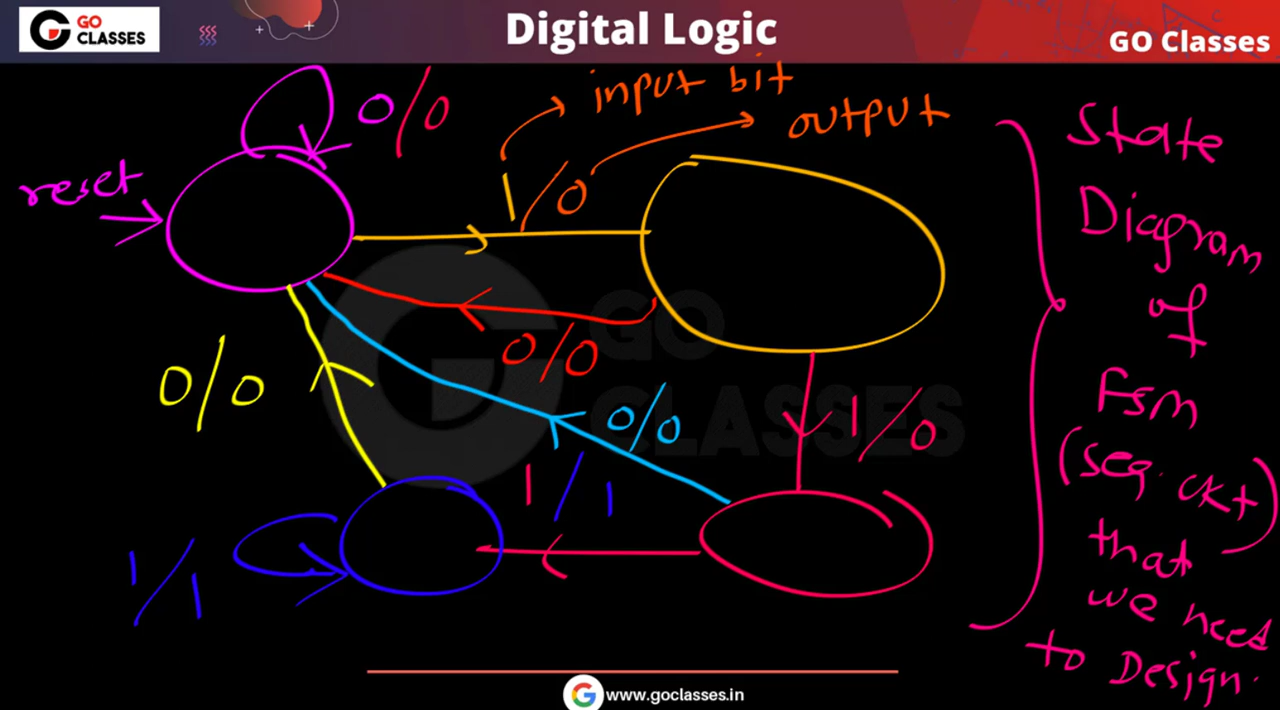 GO
CLASSES
Digital Logic
GO Classes
reset
0/0
input bit
1/0
output
0/0
0/0
0/0
1/0
1/1
1/1
State
Diagram
of
FSM
(seq. ckt)
that
we need
to Design.
GO
CLASSES
www.goclasses.in